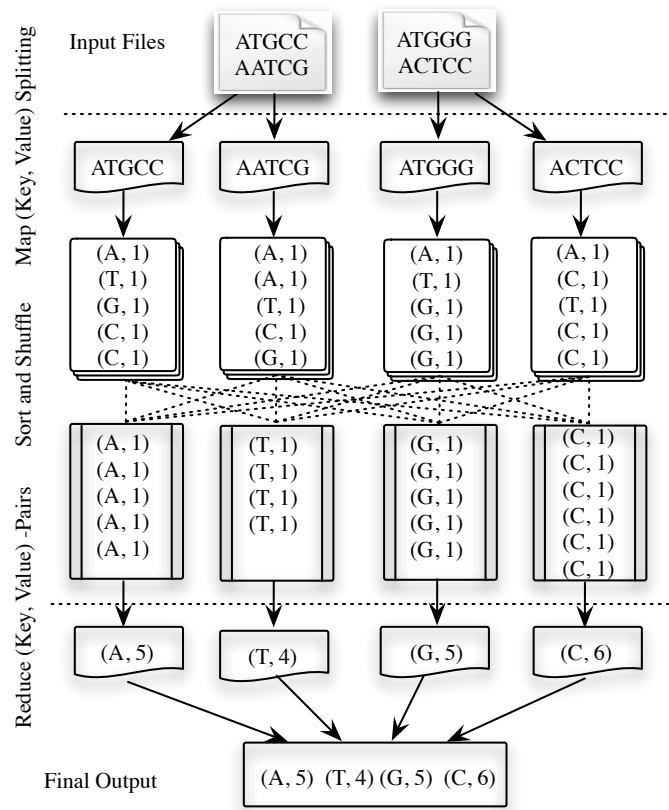 Input Files
ATGCC
AATCG
ATGGG
ACTCC
Map (Key, Value) Splitting
ATGCC
AATCG
ATGGG
ACTCC
(A, 1)
(T, 1)
(G, 1)
(C, 1)
(C, 1)
(A, 1)
(A, 1)
(T, 1)
(C, 1)
(G, 1)
(A, 1)
(T, 1)
(G, 1)
(G, 1)
(G, 1)
(A, 1)
(C, 1)
(T, 1)
(C, 1)
(C, 1)
Sort and Shuffle
(A, 1)
(A, 1)
(A, 1)
(A, 1)
(A, 1)
(T, 1)
(T, 1)
(T, 1)
(T, 1)
(G, 1)
(G, 1)
(G, 1)
(G, 1)
(G, 1)
(C, 1)
(C, 1)
(C, 1)
(C, 1)
(C, 1)
(C, 1)
Reduce (Key, Value) -Pairs
(A, 5)
(T, 4)
(G, 5)
(C, 6)
Final Output
(A, 5) (T, 4) (G, 5) (C, 6)